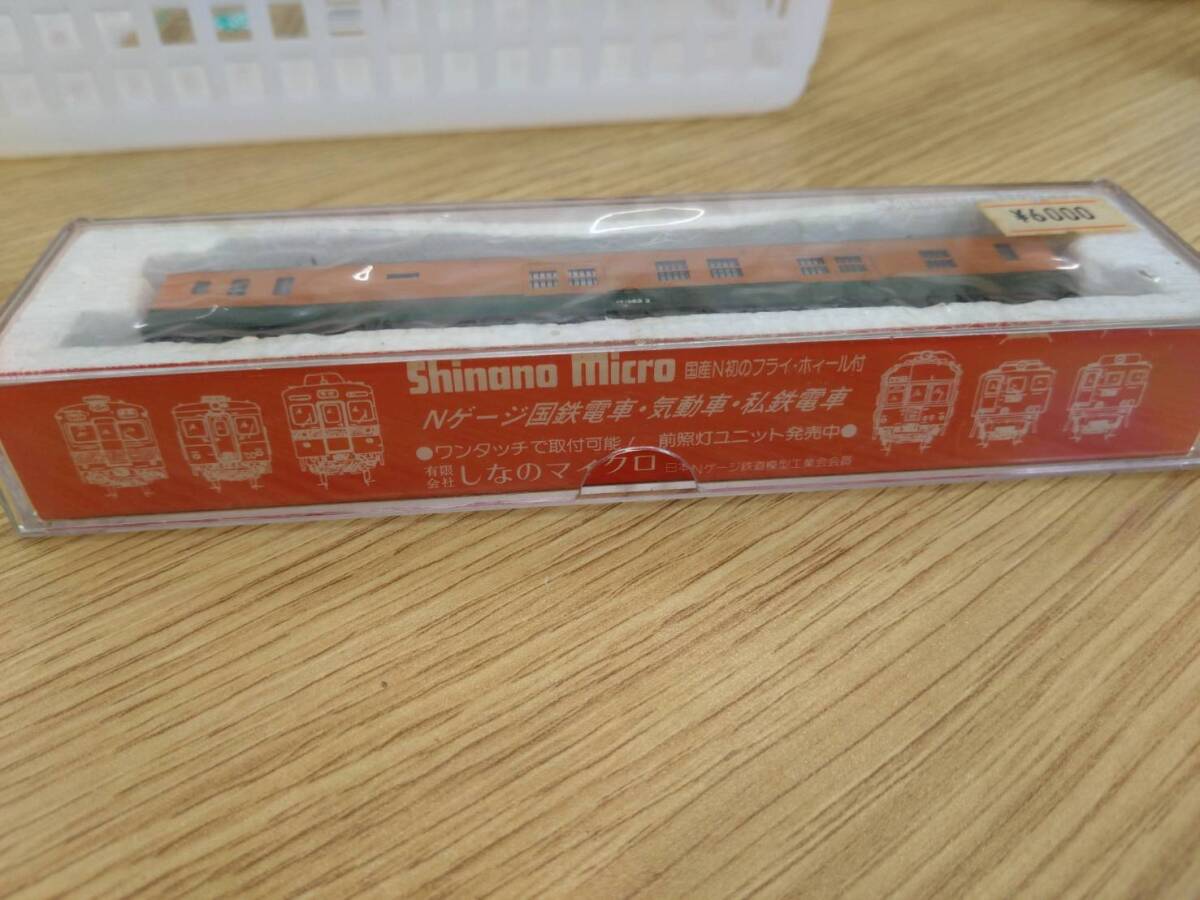 ¥6000
Shinano Micro 国産N初のフライ・ホィール付
Nゲージ国鉄電車・気動車・私鉄電車
●ワンタッチで取付可能! 前照灯ユニット発売中●
有限会社 しなのマイクロ 日本Nゲージ鉄道模型工業会会員